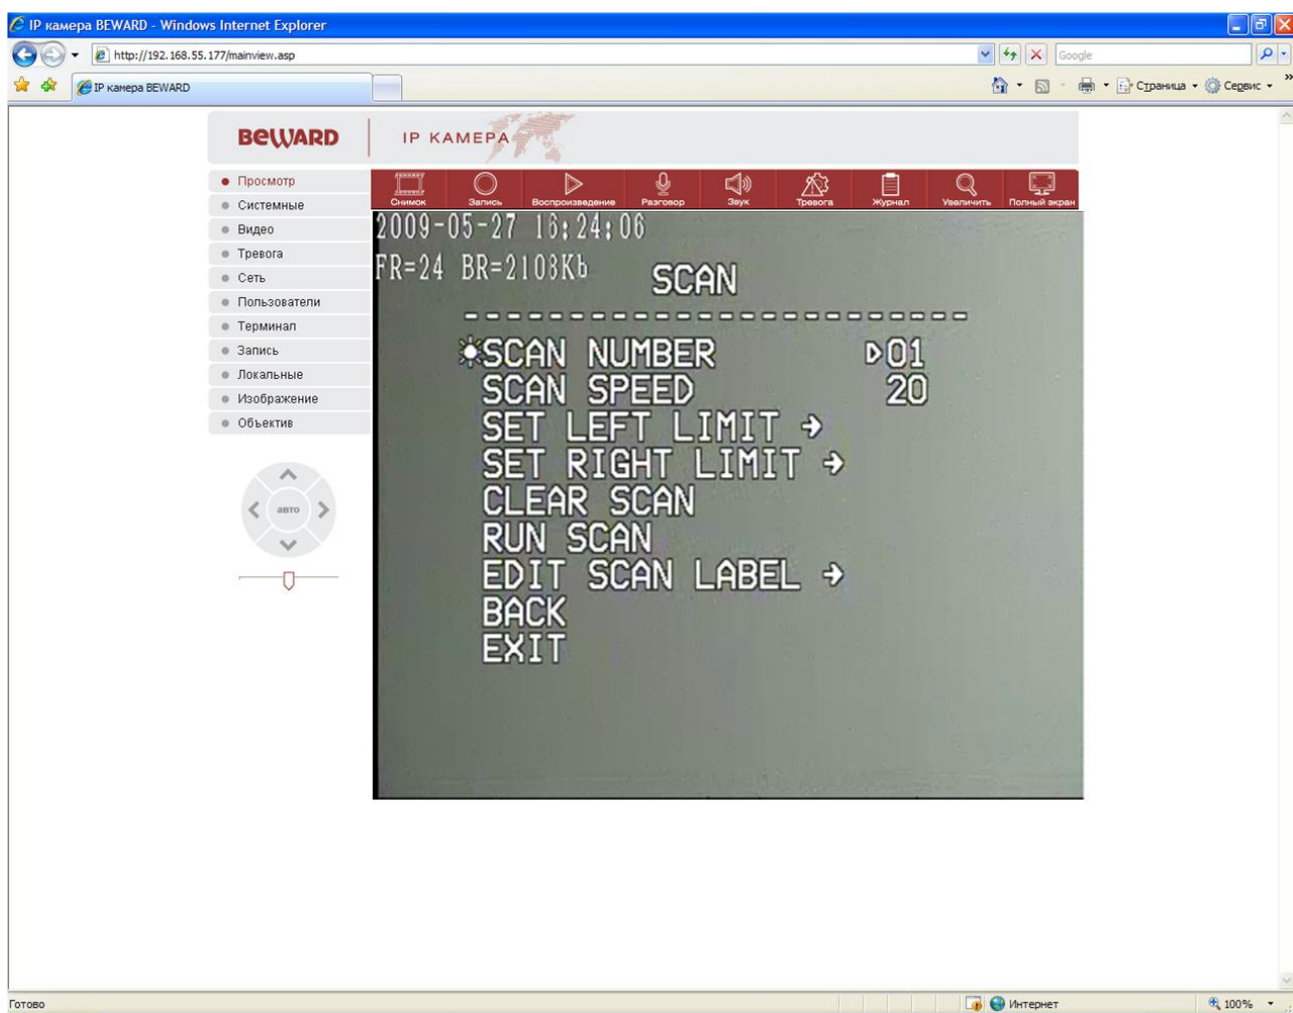 IP камера BEWARD - Windows Internet Explorer
http://192.168.55.177/mainview.asp
Google
IP камера BEWARD
Страница
Сервис
BEWARD
IP КАМЕРА
Просмотр
Системные
Видео
Тревога
Сеть
Пользователи
Терминал
Запись
Локальные
Изображение
Объектив
авто
Снимок
Запись
Воспроизведение
Разговор
Звук
Тревога
Журнал
Увеличить
Полный экран
2009-05-27 16:24:06
FR=24 BR=2108Kb
SCAN
SCAN NUMBER 01
SCAN SPEED 20
SET LEFT LIMIT →
SET RIGHT LIMIT →
CLEAR SCAN
RUN SCAN
EDIT SCAN LABEL →
BACK
EXIT
Готово
Интернет
100%